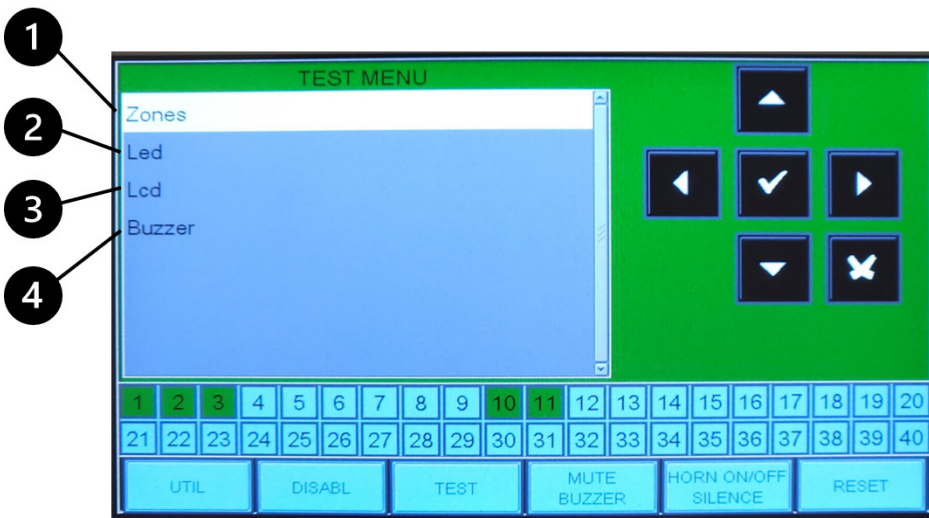 TEST MENU
1
Zones
2
Led
3
Lcd
4
Buzzer
1 2 3 4 5 6 7 8 9 10 11 12 13 14 15 16 17 18 19 20
21 22 23 24 25 26 27 28 29 30 31 32 33 34 35 36 37 38 39 40
UTIL DISABL TEST MUTE BUZZER HORN ON/OFF SILENCE RESET